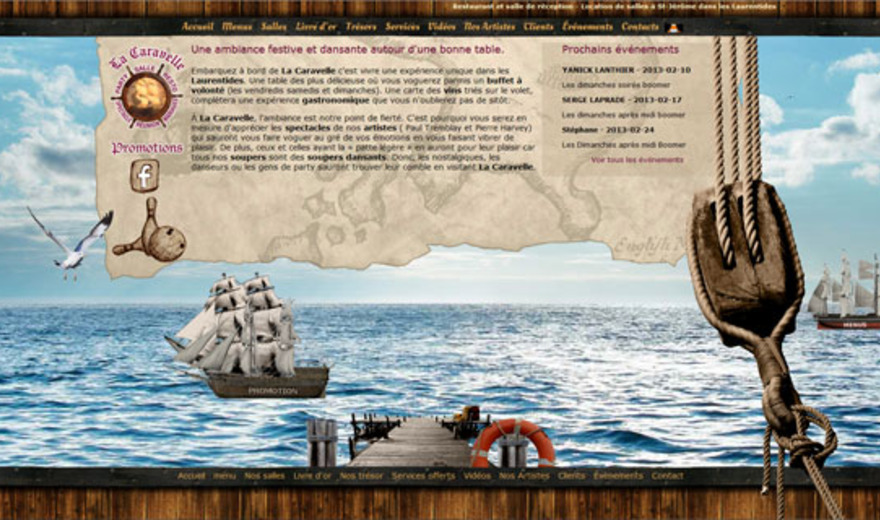 Restaurant et salle de réception - Location de salles à St-Jérôme dans les Laurentides
Accueil Menus Salles Livre d'or Trésors Services Vidéos Nos Artistes Clients Événements Contacts
La Caravelle
Promotions
Une ambiance festive et dansante autour d'une bonne table.
Embarquez à bord de La Caravelle c'est vivre une expérience unique dans les
Laurentides. Une table des plus délicieuse où vous voguerez parmis un buffet à
volonté (les vendredis samedis et dimanches). Une carte des vins triés sur le volet,
complètera une expérience gastronomique que vous n'oublierez pas de sitôt.
À La Caravelle, l'ambiance est notre point de fierté. C'est pourquoi vous serez en
mesure d'apprécier les spectacles de nos artistes ( Paul Tremblay et Pierre Harvey)
qui sauront vous faire voguer au gré de vos émotions en vous faisant vibrer de
plaisir. De plus, ceux et celles ayant la « patte légère » en auront pour leur plaisir car
tous nos soupers sont des soupers dansants. Donc, les nostalgiques, les
danseurs ou les gens de party sauront trouver leur comble en visitant La Caravelle.
Prochains événements
YANICK LANTHIER - 2013-02-10
Les dimanches soirée boomer
SERGE LAPRADE - 2013-02-17
Les dimanches après midi boomer
Stéphane - 2013-02-24
Les Dimanches après midi Boomer
Voir tous les événements
English
MENUS
PROMOTION
Accueil menu Nos salles Livre d'or Nos trésor Services offerts Vidéos Nos Artistes Clients Événements Contact